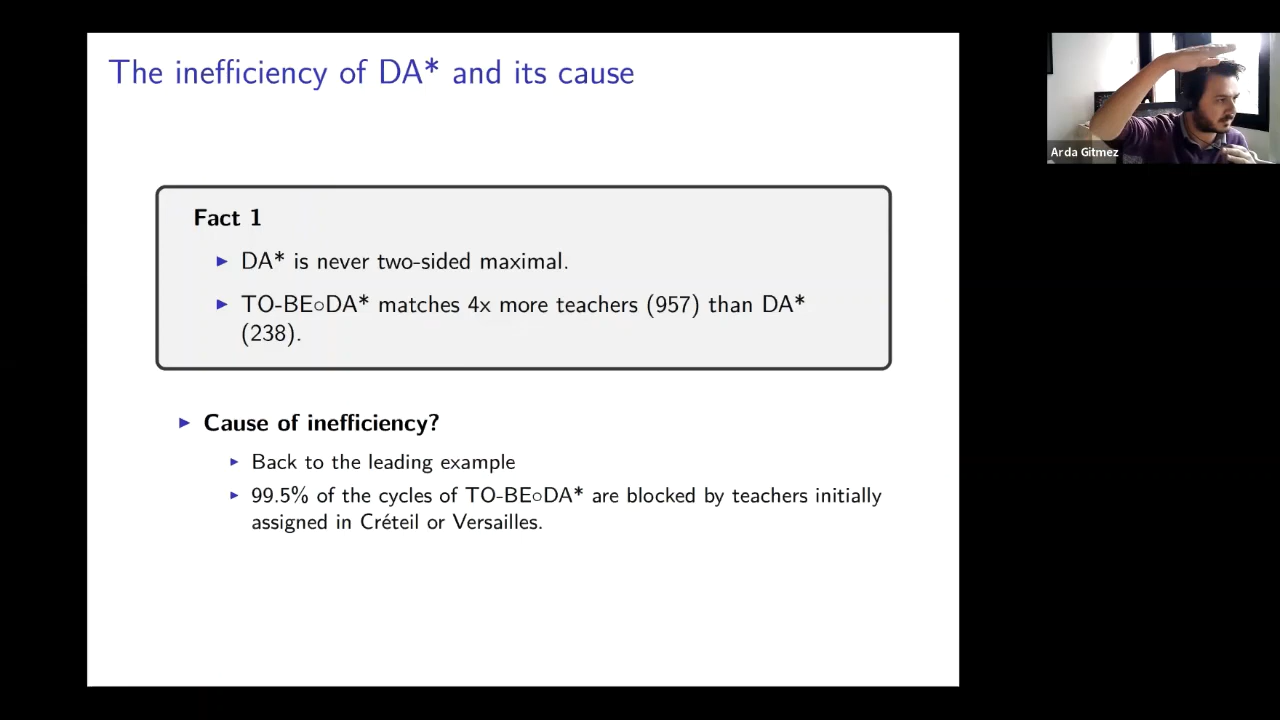 The inefficiency of DA* and its cause
Arda Gitmez
Fact 1
▶ DA* is never two-sided maximal.
▶ TO-BE○DA* matches 4x more teachers (957) than DA*
(238).
▶ Cause of inefficiency?
▶ Back to the leading example
▶ 99.5% of the cycles of TO-BE○DA* are blocked by teachers initially
assigned in Créteil or Versailles.